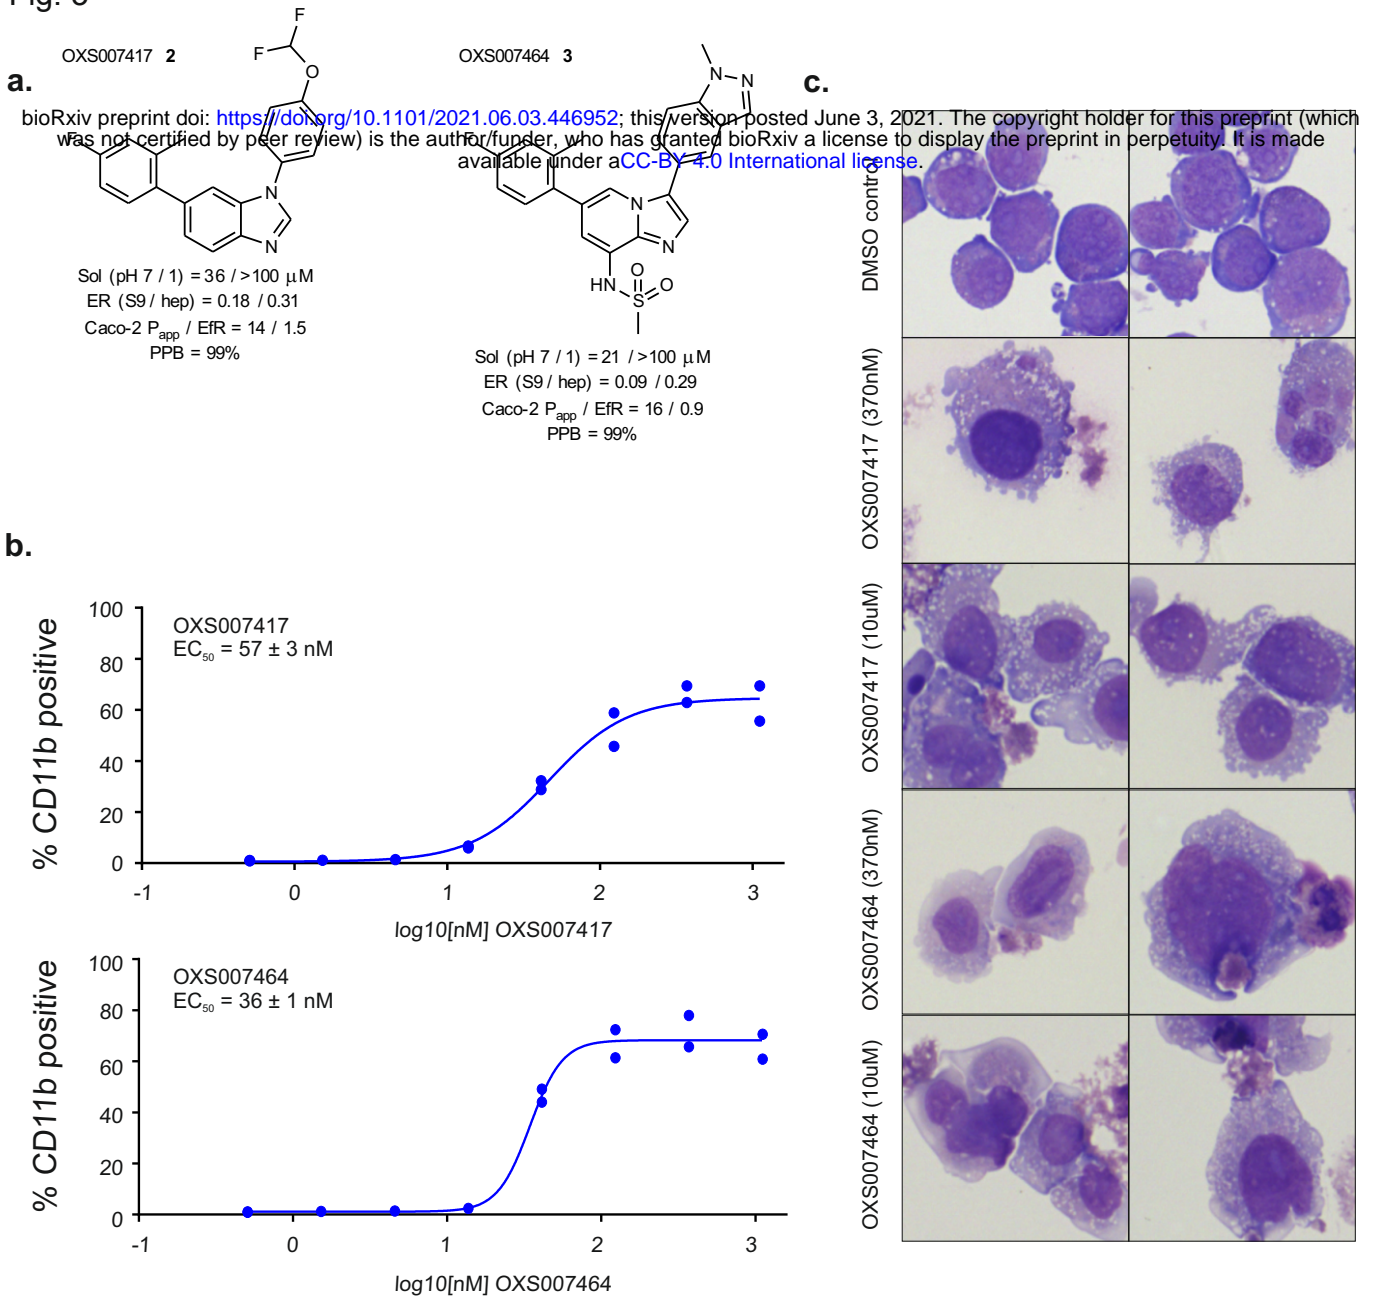 Fig. 3
OXS007417 2
OXS007464 3
a.
c.
F
F
O
N
N
bioRxiv preprint doi: https://doi.org/10.1101/2021.06.03.446952; this version posted June 3, 2021. The copyright holder for this preprint (which
was not certified by peer review) is the author/funder, who has granted bioRxiv a license to display the preprint in perpetuity. It is made
available under aCC-BY 4.0 International license.
F
F
N
N
N
N
HN
S
O
O
Sol (pH 7 / 1) = 36 / >100 µM
ER (S9 / hep) = 0.18 / 0.31
Caco-2 Papp / EfR = 14 / 1.5
PPB = 99%
Sol (pH 7 / 1) = 21 / >100 µM
ER (S9 / hep) = 0.09 / 0.29
Caco-2 Papp / EfR = 16 / 0.9
PPB = 99%
b.
% CD11b positive
100
80
60
40
20
0
OXS007417
EC50 = 57 ± 3 nM
-1
0
1
2
3
log10[nM] OXS007417
% CD11b positive
100
80
60
40
20
0
OXS007464
EC50 = 36 ± 1 nM
-1
0
1
2
3
log10[nM] OXS007464
DMSO control
OXS007417 (370nM)
OXS007417 (10uM)
OXS007464 (370nM)
OXS007464 (10uM)